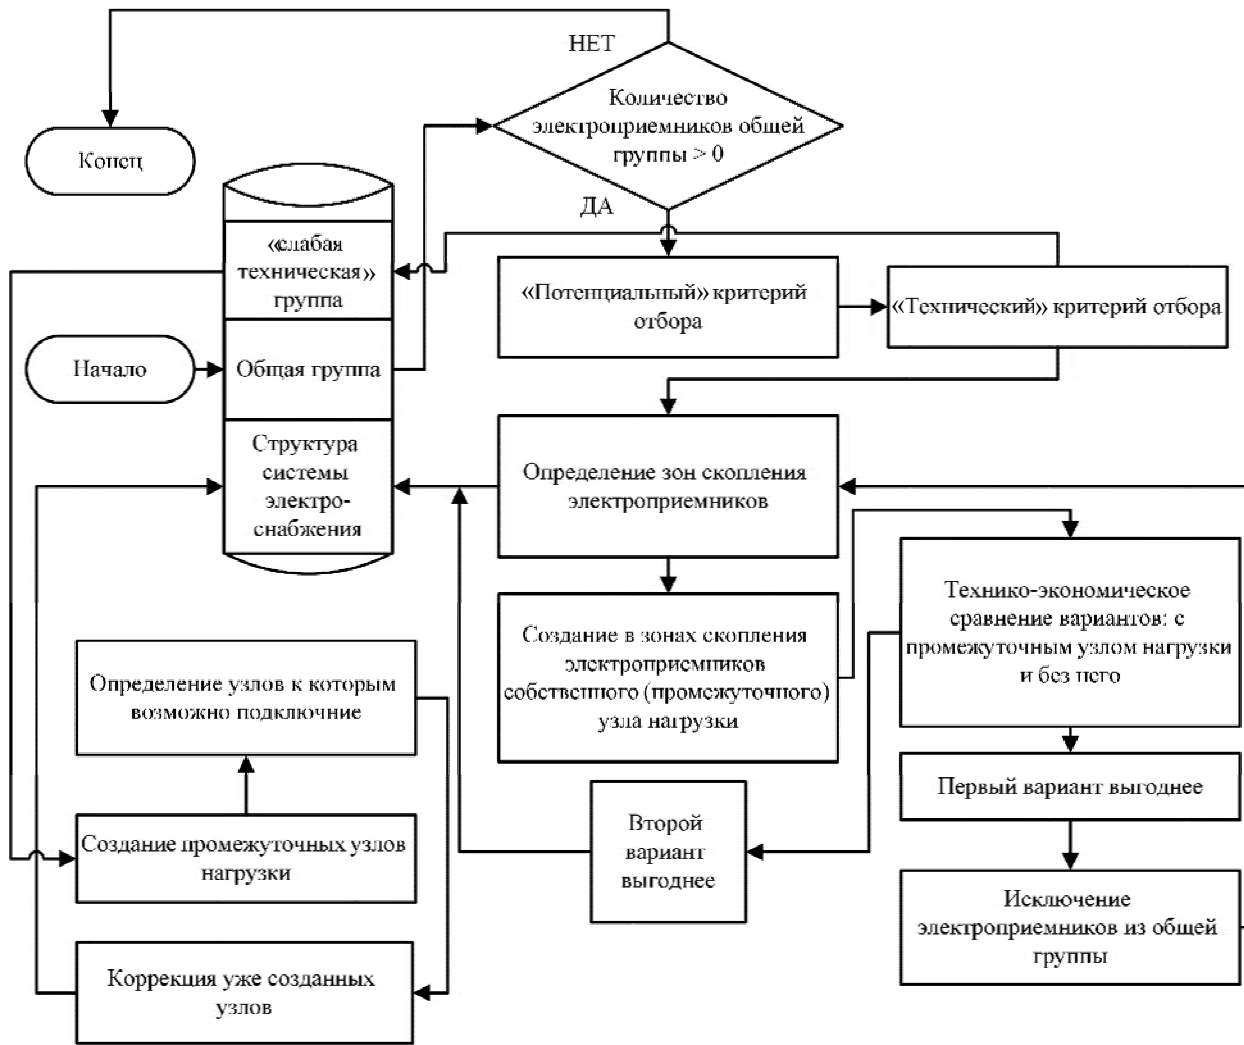 НЕТ
Количество
электроприемников общей
группы > 0
ДА
Конец
«слабая
техническая»
группа
«Потенциальный» критерий
отбора
«Технический» критерий отбора
Начало
Общая группа
Структура
системы
электро-
снабжения
Определение зон скопления
электроприемников
Создание в зонах скопления
электроприемников
собственного (промежуточного)
узла нагрузки
Технико-экономическое
сравнение вариантов: с
промежуточным узлом нагрузки
и без него
Определение узлов к которым
возможно подключние
Первый вариант выгоднее
Второй
вариант
выгоднее
Создание промежуточных узлов
нагрузки
Исключение
электроприемников из общей
группы
Коррекция уже созданных
узлов